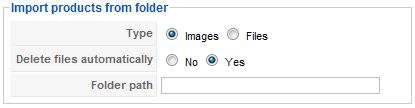 Import products from folder
Type Images Files
Delete files automatically No Yes
Folder path